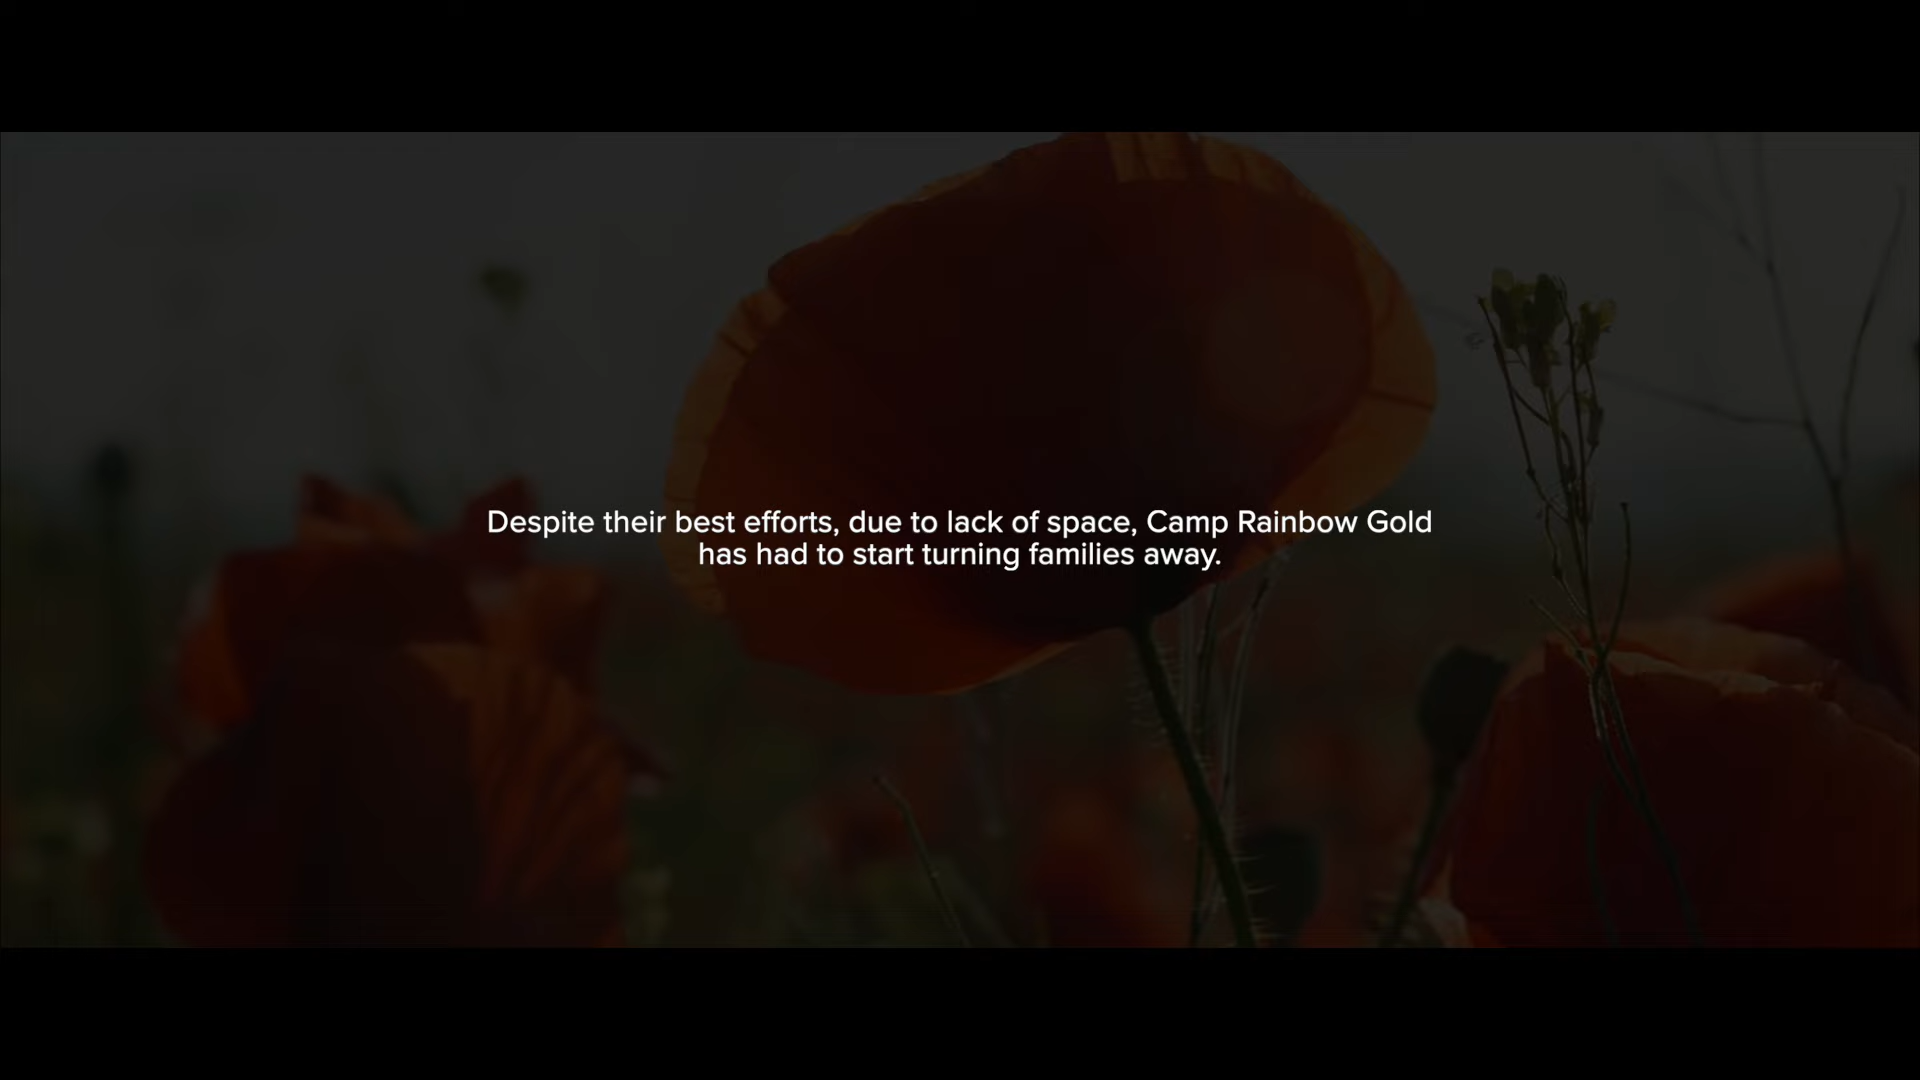 Despite their best efforts, due to lack of space, Camp Rainbow Gold
has had to start turning families away.